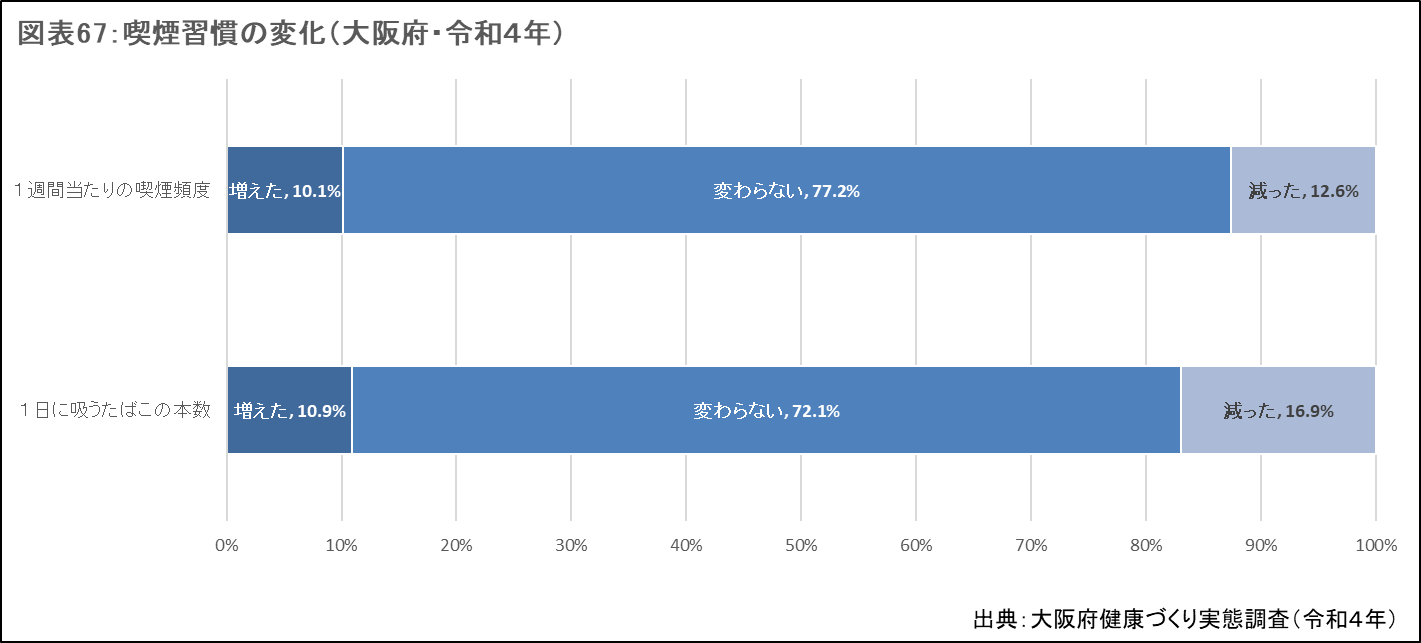 図表67：喫煙習慣の変化（大阪府・令和４年）
１週間当たりの喫煙頻度
増えた, 10.1%
変わらない, 77.2%
減った, 12.6%
１日に吸うたばこの本数
増えた, 10.9%
変わらない, 72.1%
減った, 16.9%
0% 10% 20% 30% 40% 50% 60% 70% 80% 90% 100%
出典：大阪府健康づくり実態調査（令和４年）